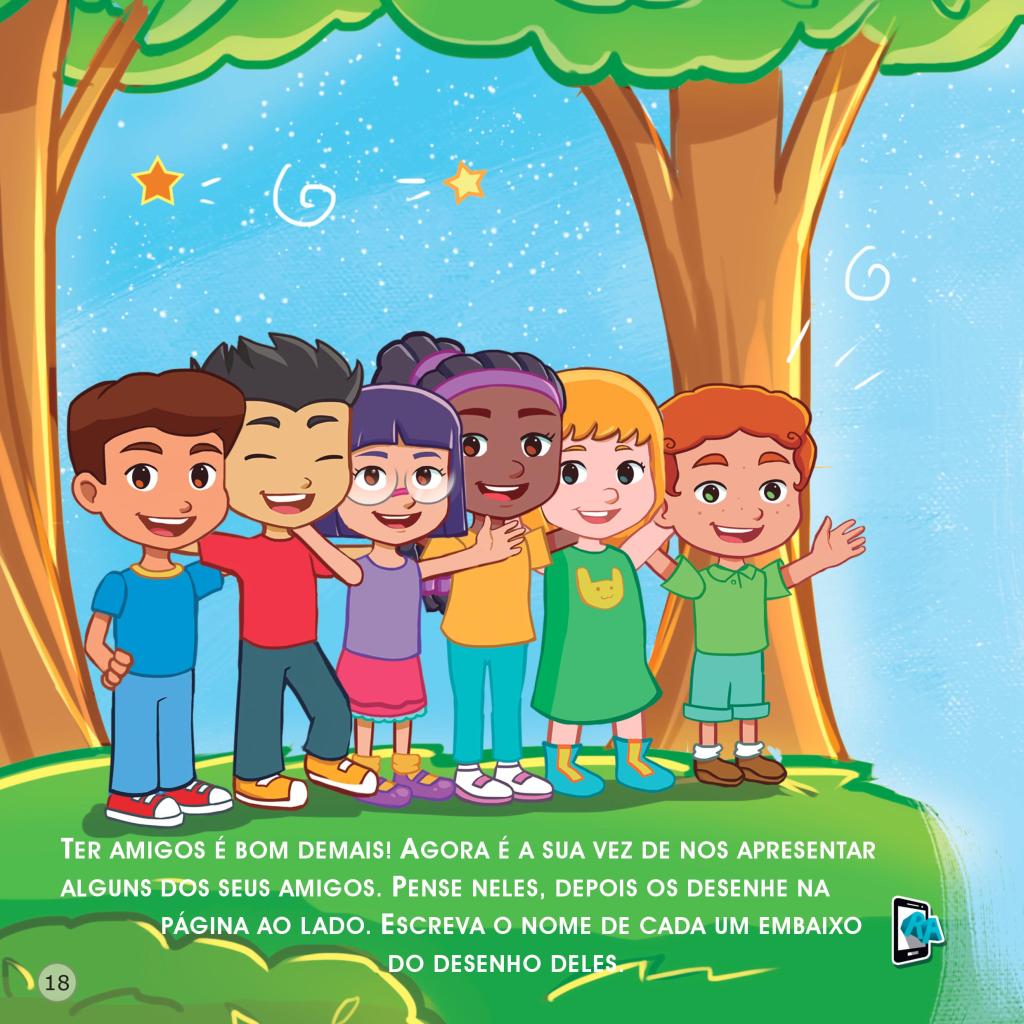 TER AMIGOS É BOM DEMAIS! AGORA É A SUA VEZ DE NOS APRESENTAR
ALGUNS DOS SEUS AMIGOS. PENSE NELES, DEPOIS OS DESENHE NA
PÁGINA AO LADO. ESCREVA O NOME DE CADA UM EMBAIXO
DO DESENHO DELES.
RA
18